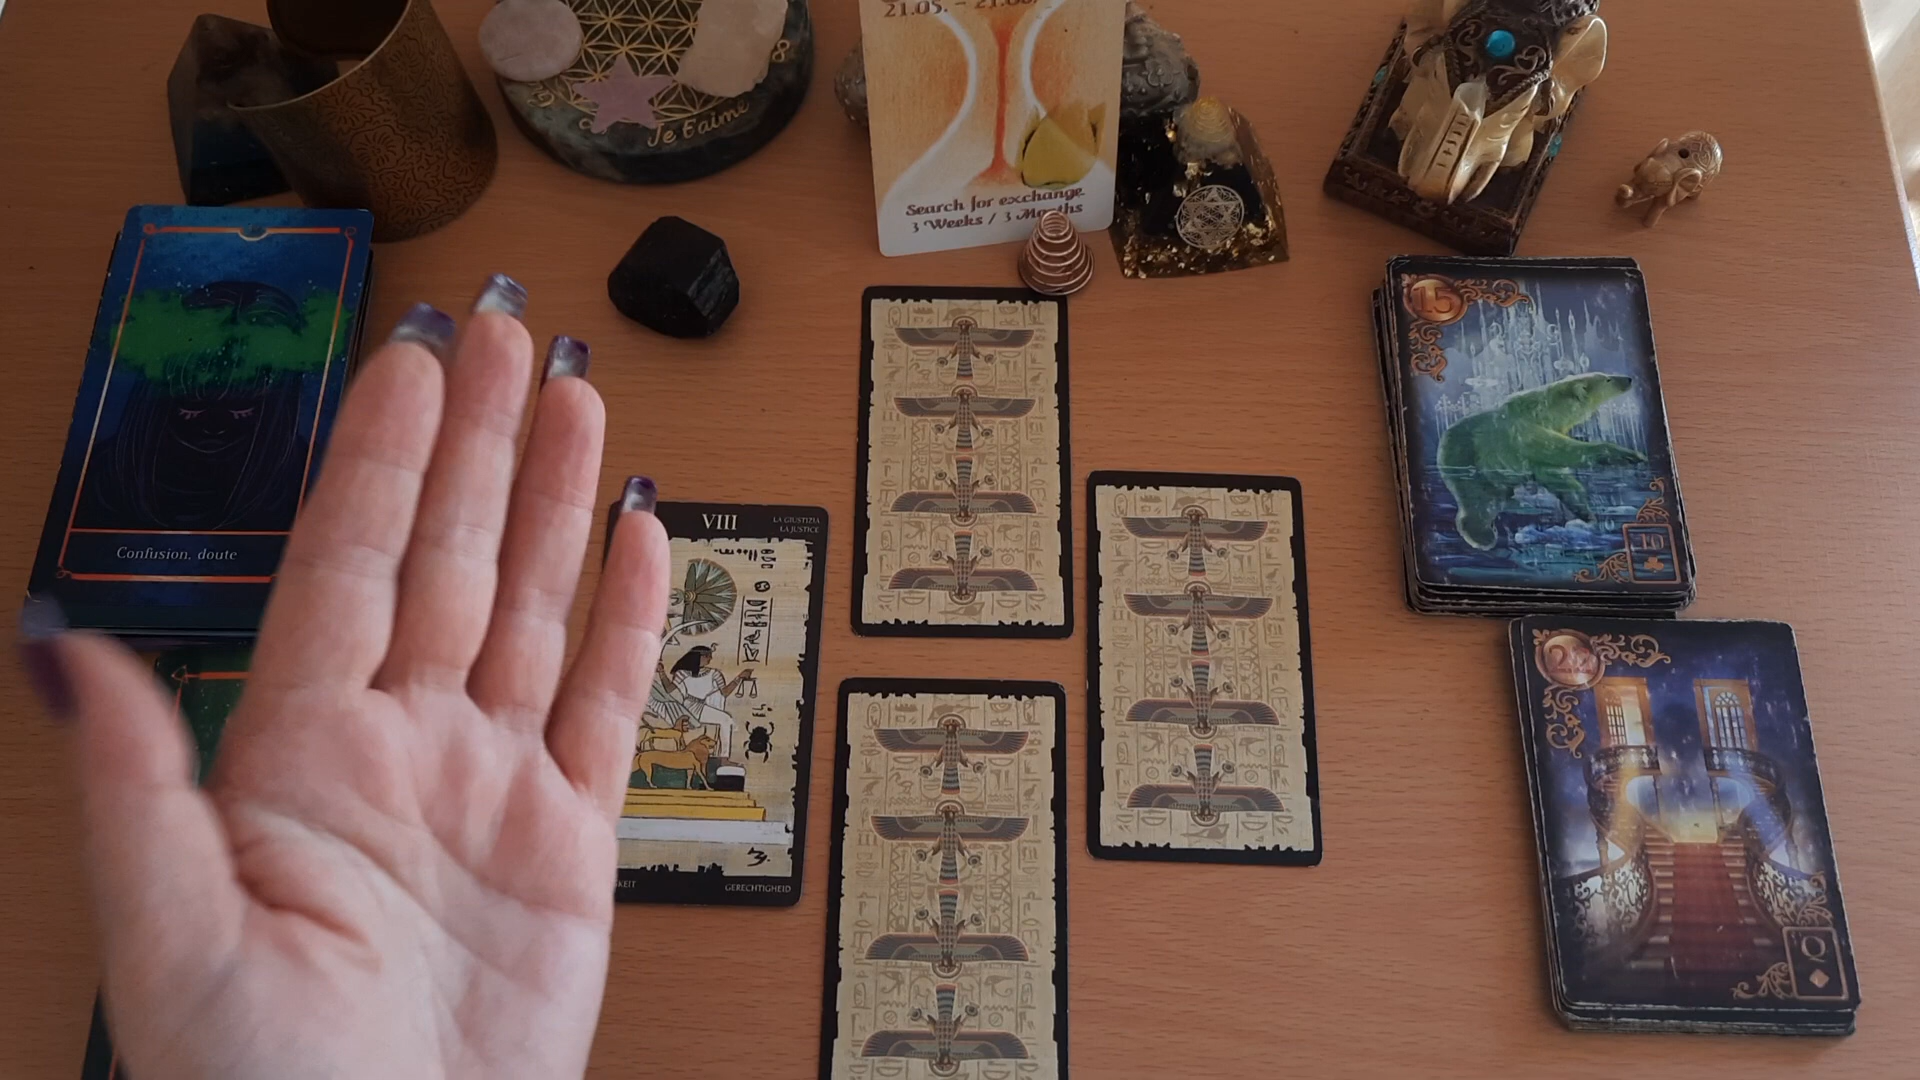 21.05. – 21.06.
Je t'aime
Search for exchange
3 Weeks / 3 Months
15
10
Confusion, doute
VIII
LA GIUSTIZIA
LA JUSTICE
GERECHTIGHEID
Q